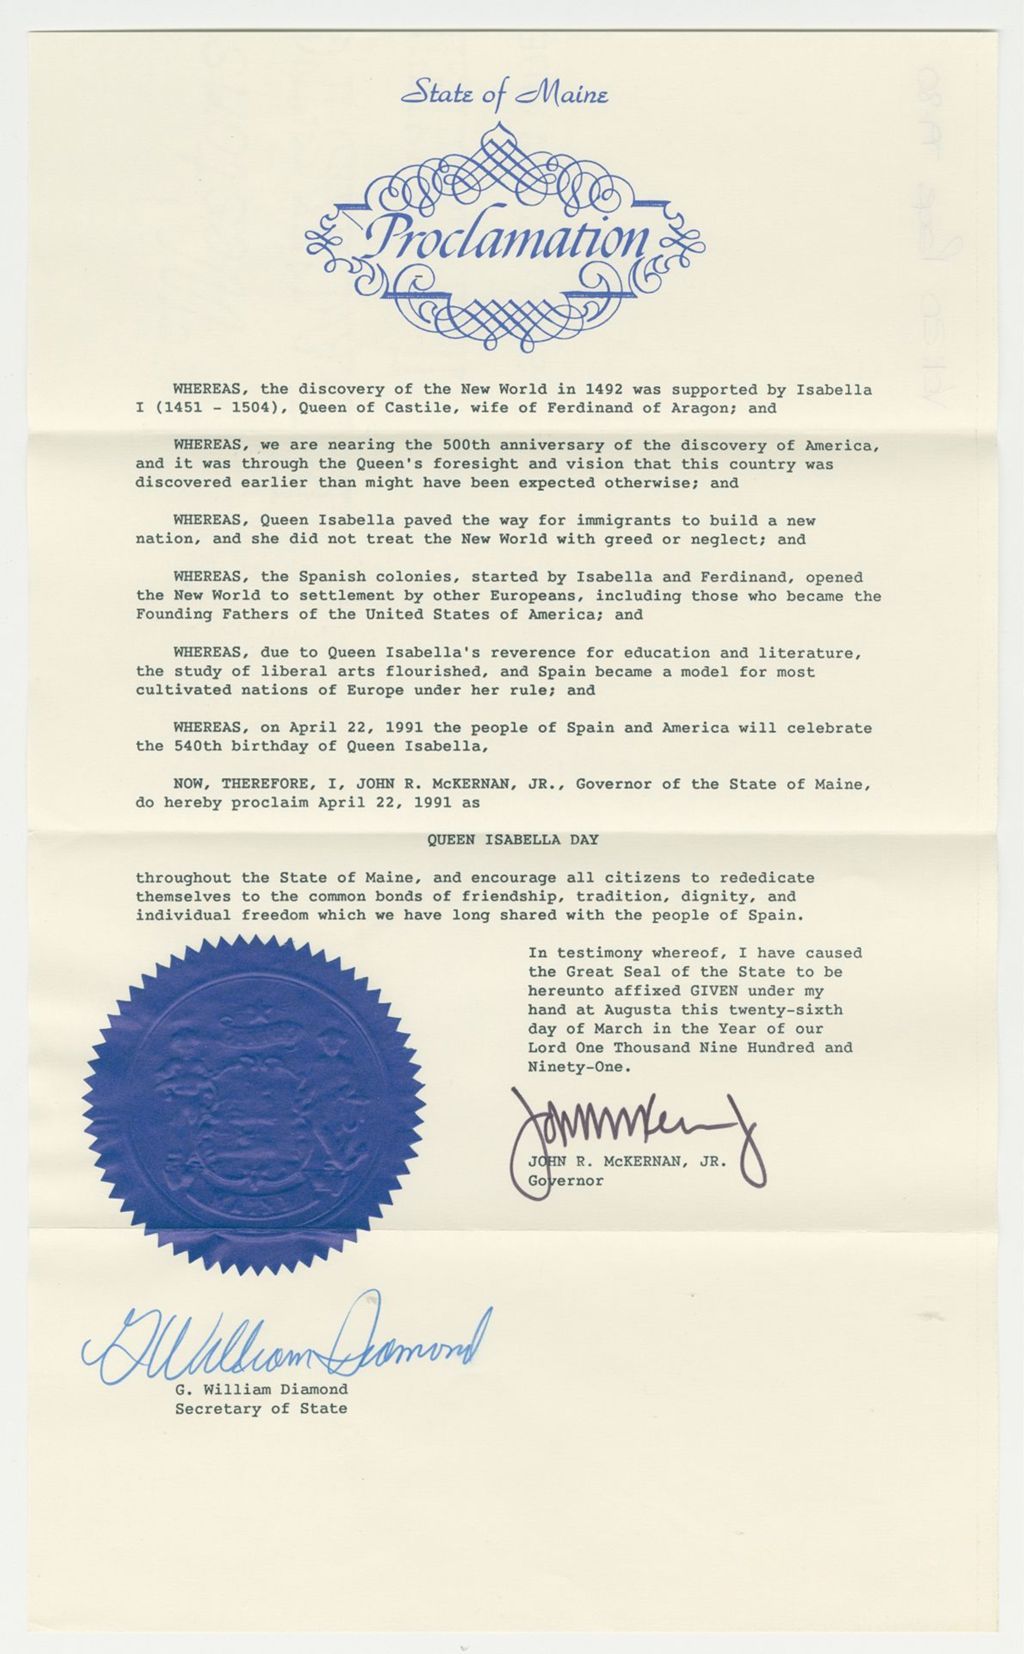 State of Maine
Proclamation
WHEREAS, the discovery of the New World in 1492 was supported by Isabella
I (1451 - 1504), Queen of Castile, wife of Ferdinand of Aragon; and
WHEREAS, we are nearing the 500th anniversary of the discovery of America,
and it was through the Queen's foresight and vision that this country was
discovered earlier than might have been expected otherwise; and
WHEREAS, Queen Isabella paved the way for immigrants to build a new
nation, and she did not treat the New World with greed or neglect; and
WHEREAS, the Spanish colonies, started by Isabella and Ferdinand, opened
the New World to settlement by other Europeans, including those who became the
Founding Fathers of the United States of America; and
WHEREAS, due to Queen Isabella's reverence for education and literature,
the study of liberal arts flourished, and Spain became a model for most
cultivated nations of Europe under her rule; and
WHEREAS, on April 22, 1991 the people of Spain and America will celebrate
the 540th birthday of Queen Isabella,
NOW, THEREFORE, I, JOHN R. McKERNAN, JR., Governor of the State of Maine,
do hereby proclaim April 22, 1991 as
QUEEN ISABELLA DAY
throughout the State of Maine, and encourage all citizens to rededicate
themselves to the common bonds of friendship, tradition, dignity, and
individual freedom which we have long shared with the people of Spain.
In testimony whereof, I have caused
the Great Seal of the State to be
hereunto affixed GIVEN under my
hand at Augusta this twenty-sixth
day of March in the Year of our
Lord One Thousand Nine Hundred and
Ninety-One.
John McKernan Jr
JOHN R. McKERNAN, JR.
Governor
G William Diamond
G. William Diamond
Secretary of State